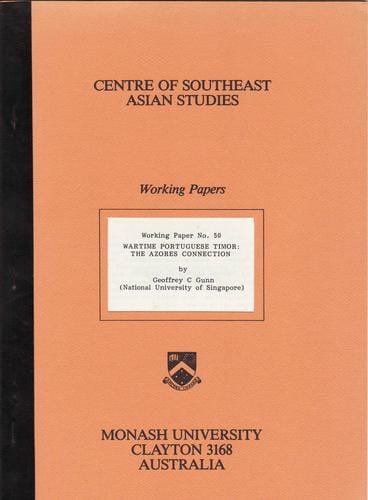 CENTRE OF SOUTHEAST
ASIAN STUDIES
Working Papers
Working Paper No. 50
WARTIME PORTUGUESE TIMOR:
THE AZORES CONNECTION
by
Geoffrey C Gunn
(National University of Singapore)
MONASH UNIVERSITY
CLAYTON 3168
AUSTRALIA